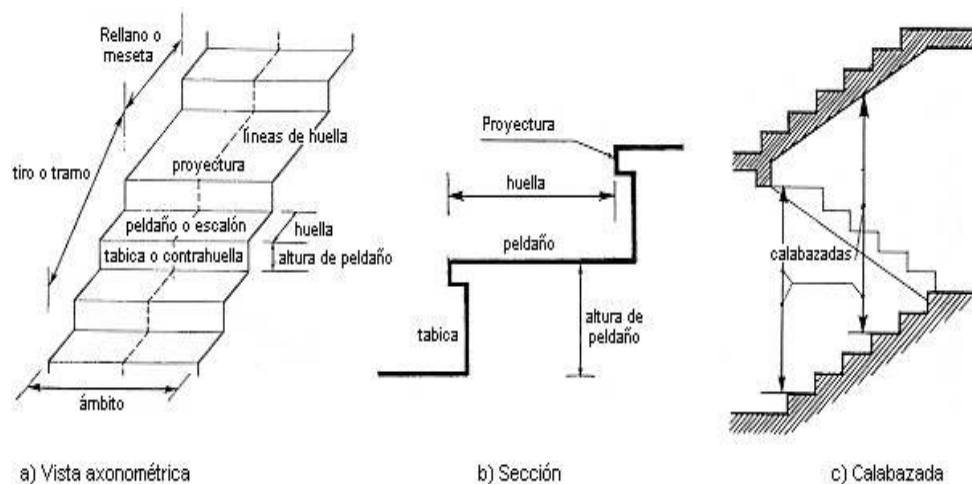 Rellano o
meseta
líneas de huella
proyectura
tiro o tramo
peldaño o escalón
huella
tabica o contrahuella
altura de peldaño
ámbito
a) Vista axonométrica
Proyectura
huella
peldaño
tabica
altura de
peldaño
b) Sección
calabazadas
c) Calabazada